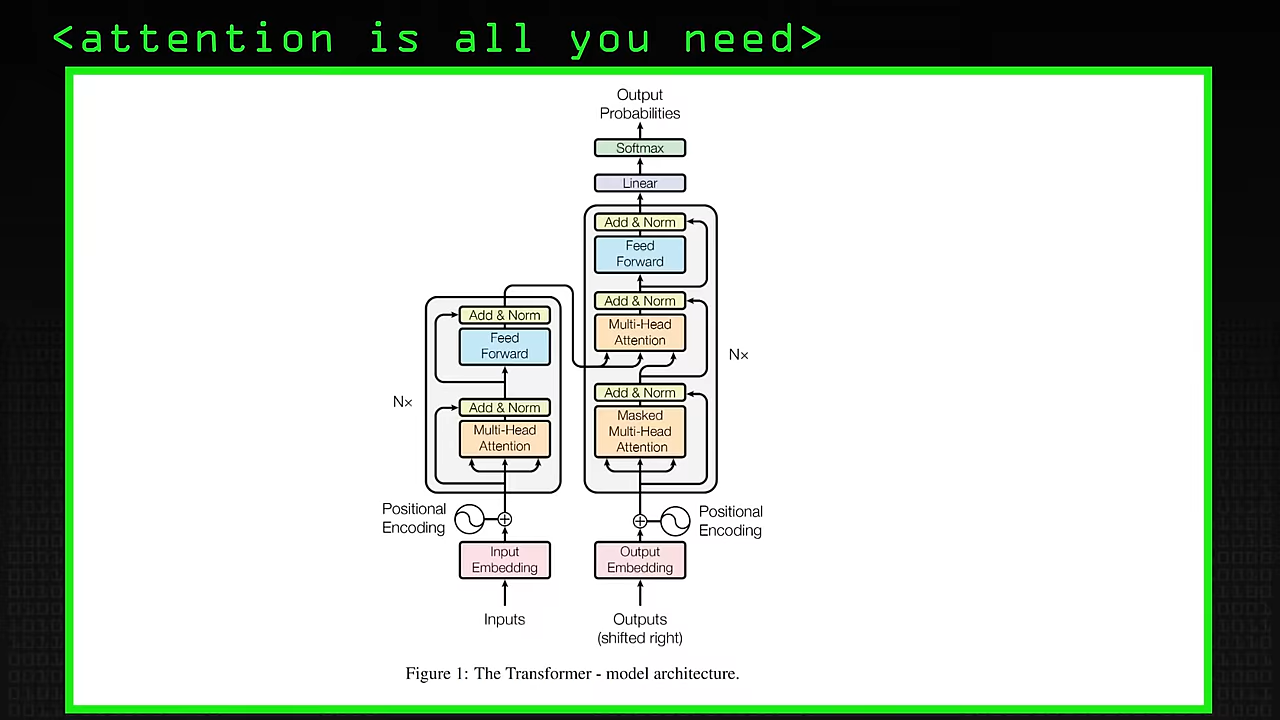 <attention is all you need>
Output
Probabilities
Softmax
Linear
Add & Norm
Feed
Forward
Add & Norm
Multi-Head
Attention
Add & Norm
Masked
Multi-Head
Attention
N×
Add & Norm
Feed
Forward
Add & Norm
Multi-Head
Attention
N×
Positional
Encoding
Positional
Encoding
Input
Embedding
Output
Embedding
Inputs
Outputs
(shifted right)
Figure 1: The Transformer - model architecture.